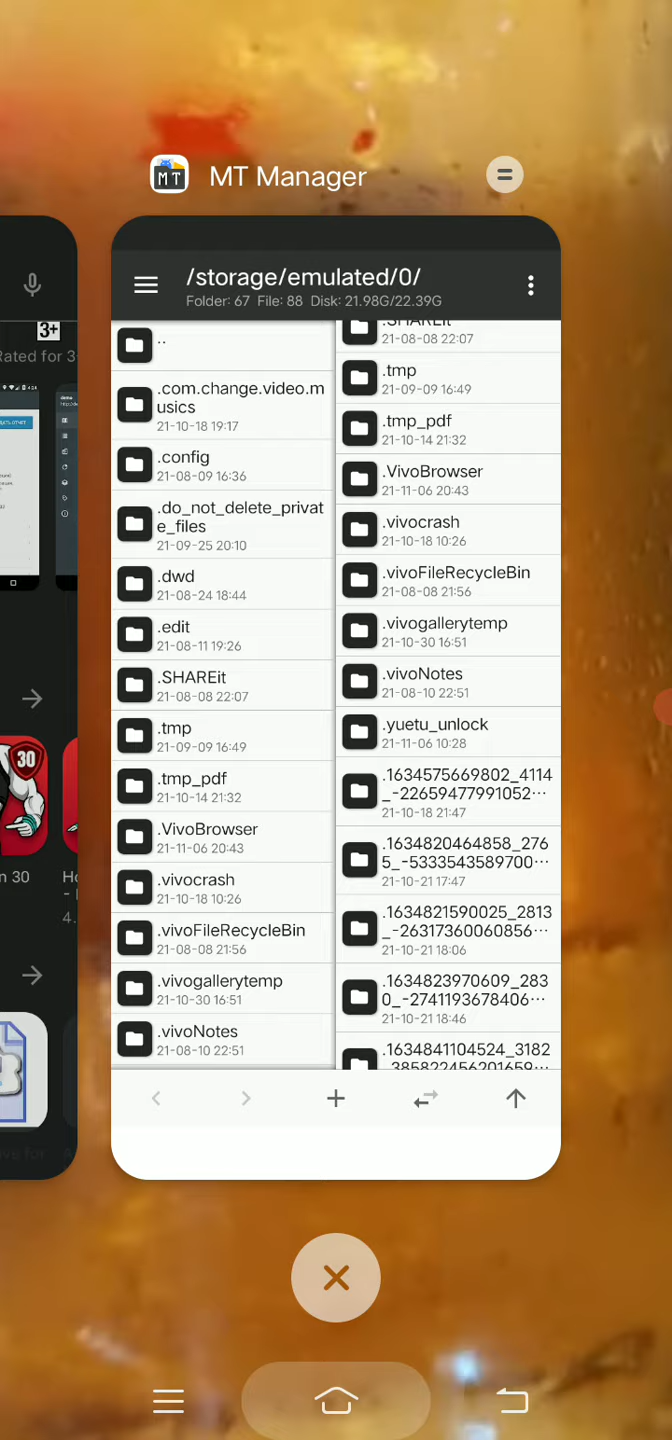 MT Manager
/storage/emulated/0/
Folder: 67 File: 88 Disk: 21.98G/22.39G
3+
Rated for 3
..
.com.change.video.m
usics
21-10-18 19:17
.config
21-08-09 16:36
.do_not_delete_privat
e_files
21-09-25 20:10
.dwd
21-08-24 18:44
.edit
21-08-11 19:26
.SHAREit
21-08-08 22:07
.tmp
21-09-09 16:49
.tmp_pdf
21-10-14 21:32
.VivoBrowser
21-11-06 20:43
.vivocrash
21-10-18 10:26
.vivoFileRecycleBin
21-08-08 21:56
.vivogallerytemp
21-10-30 16:51
.vivoNotes
21-08-10 22:51
.SHAREit
21-08-08 22:07
.tmp
21-09-09 16:49
.tmp_pdf
21-10-14 21:32
.VivoBrowser
21-11-06 20:43
.vivocrash
21-10-18 10:26
.vivoFileRecycleBin
21-08-08 21:56
.vivogallerytemp
21-10-30 16:51
.vivoNotes
21-08-10 22:51
.yuetu_unlock
21-11-06 10:28
.1634575669802_4114
_-22659477991052···
21-10-18 21:47
.1634820464858_276
5_-5333543589700···
21-10-21 17:47
.1634821590025_2813
_-26317360060856···
21-10-21 18:06
.1634823970609_283
0_-2741193678406···
21-10-21 18:46
.1634841104524_3182
_385822456201659···
30
n 30
4.